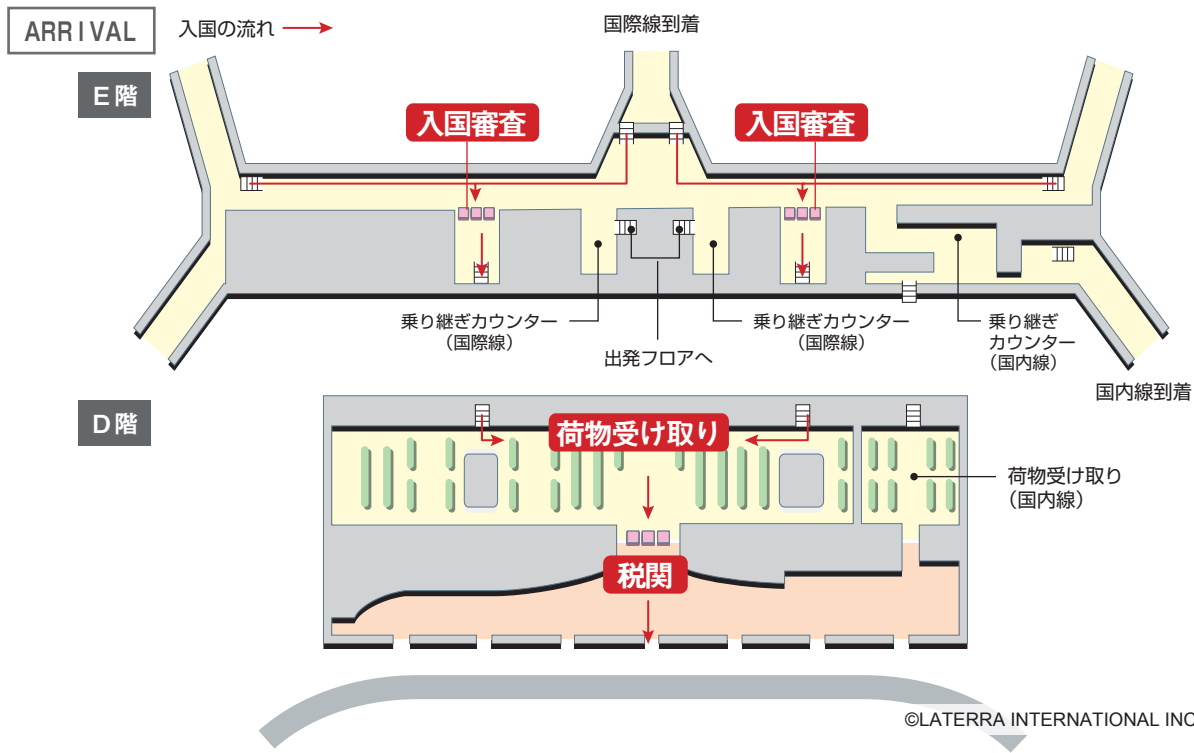 ARRIVAL
入国の流れ
国際線到着
E階
入国審査
入国審査
乗り継ぎカウンター
(国際線)
出発フロアへ
乗り継ぎカウンター
(国際線)
乗り継ぎ
カウンター
(国内線)
国内線到着
D階
荷物受け取り
荷物受け取り
(国内線)
税関
©LATERRA INTERNATIONAL INC